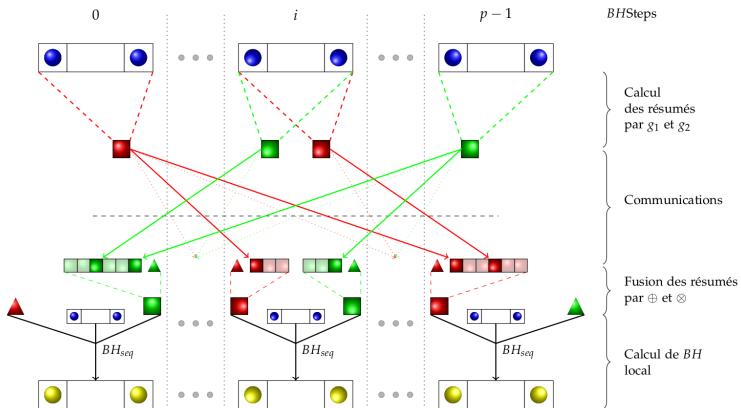 0 i p − 1 BHSteps
Calcul
des résumés
par g₁ et g₂
Communications
Fusion des résumés
par ⊕ et ⊗
BHseq BHseq BHseq
Calcul de BH
local